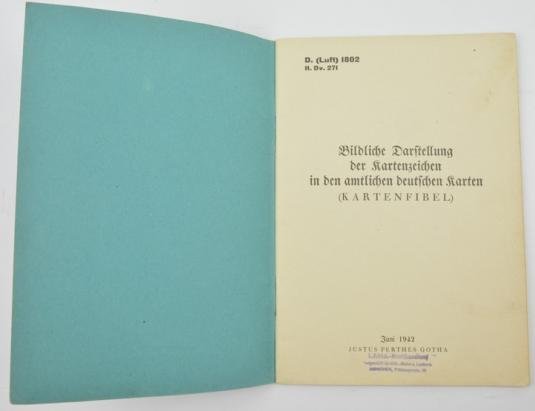 D. (Luft) 1802
H. Dv. 271
Bildliche Darſtellung
der Kartenzeichen
in den amtlichen deutſchen Karten
(KARTENFIBEL)
Juni 1942
JUSTUS PERTHES GOTHA
MÜNCHEN,